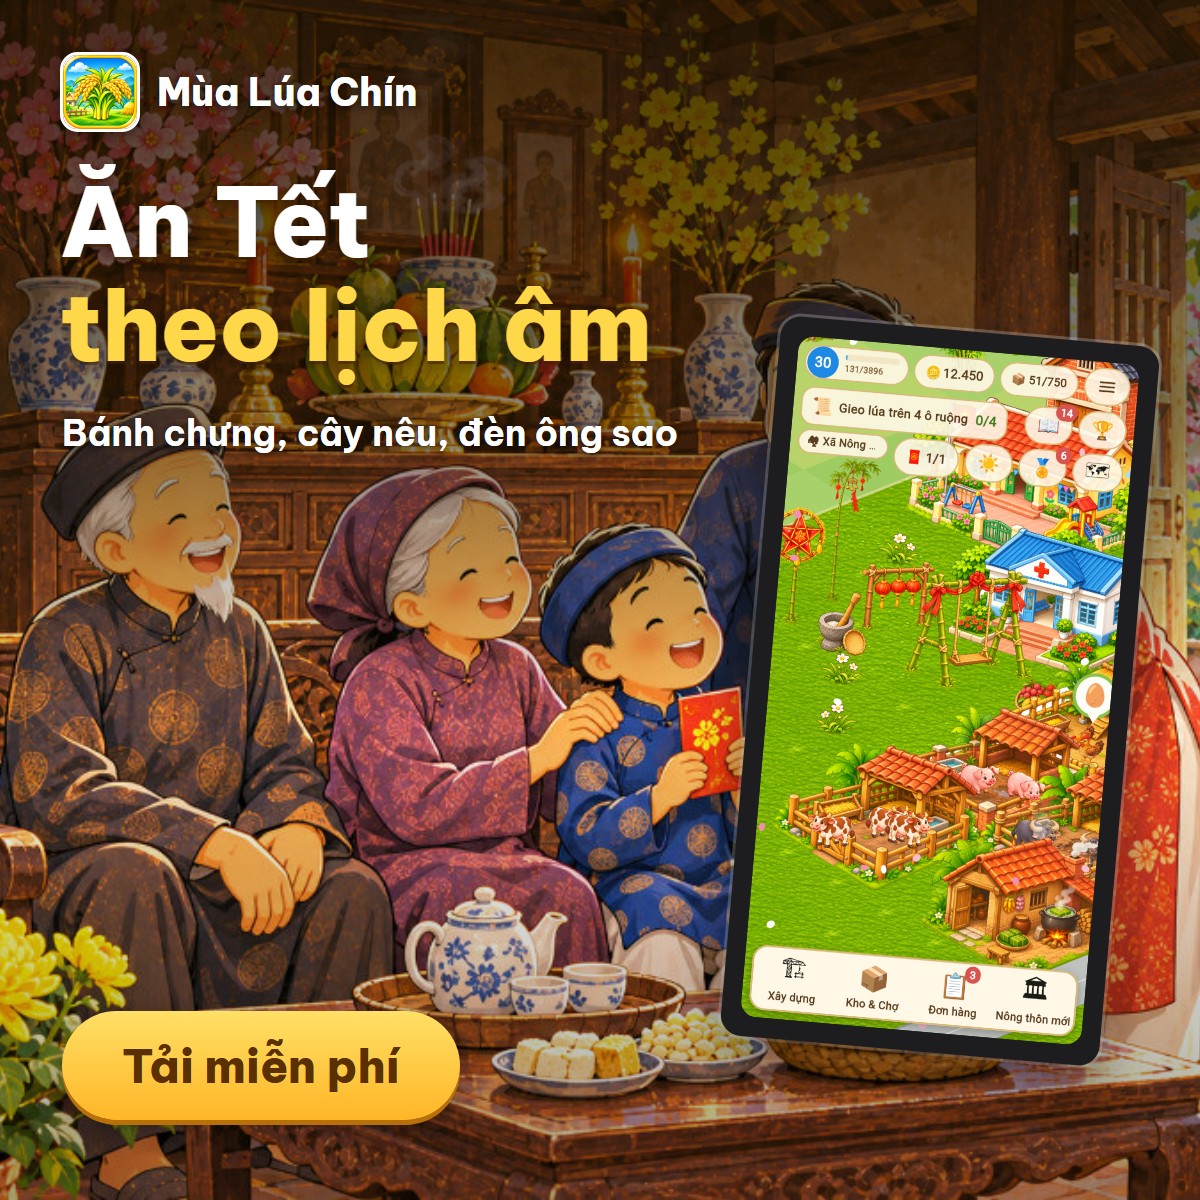 Mùa Lúa Chín
Ăn Tết
theo lịch âm
Bánh chưng, cây nêu, đèn ông sao
30
131/3896
12.450
51/750
Gieo lúa trên 4 ô ruộng 0/4
14
Xã Nông ...
1/1
6
Xây dựng
Kho & Chợ
3
Đơn hàng
Nông thôn mới
Tải miễn phí